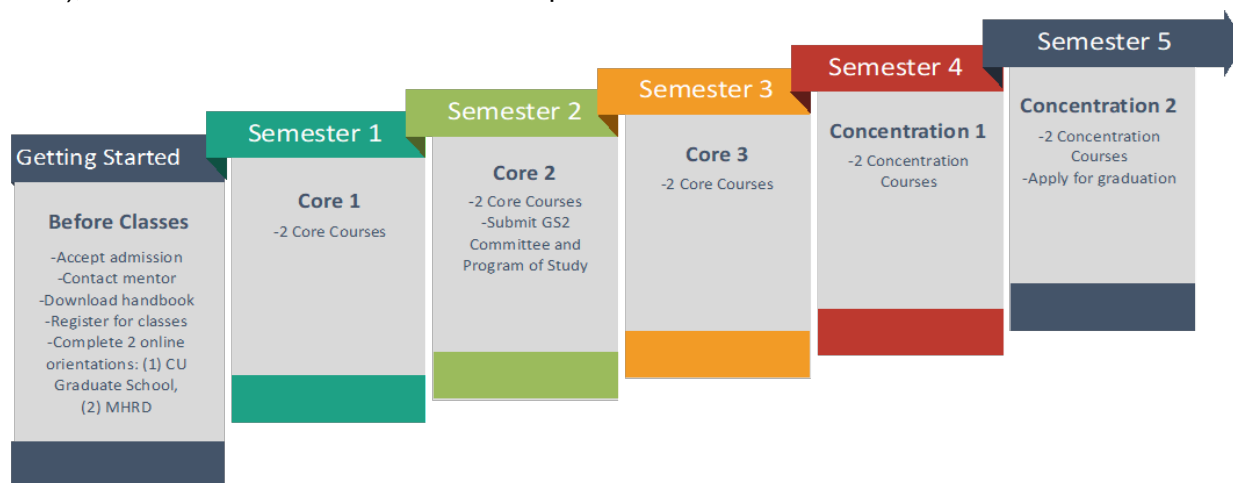 Getting Started
Before Classes
-Accept admission
-Contact mentor
-Download handbook
-Register for classes
-Complete 2 online
orientations: (1) CU
Graduate School,
(2) MHRD
Semester 1
Core 1
-2 Core Courses
Semester 2
Core 2
-2 Core Courses
-Submit GS2
Committee and
Program of Study
Semester 3
Core 3
-2 Core Courses
Semester 4
Concentration 1
-2 Concentration
Courses
Semester 5
Concentration 2
-2 Concentration
Courses
-Apply for graduation